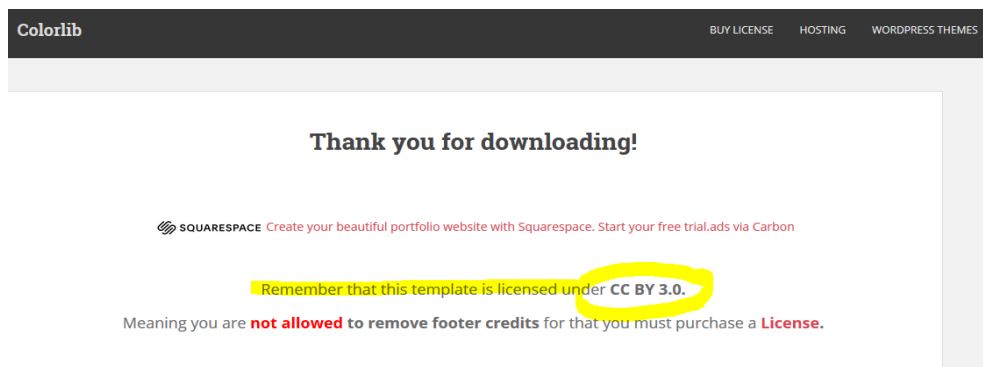 Colorlib
BUY LICENSE HOSTING WORDPRESS THEMES
Thank you for downloading!
SQUARESPACE Create your beautiful portfolio website with Squarespace. Start your free trial.ads via Carbon
Remember that this template is licensed under CC BY 3.0.
Meaning you are not allowed to remove footer credits for that you must purchase a License.